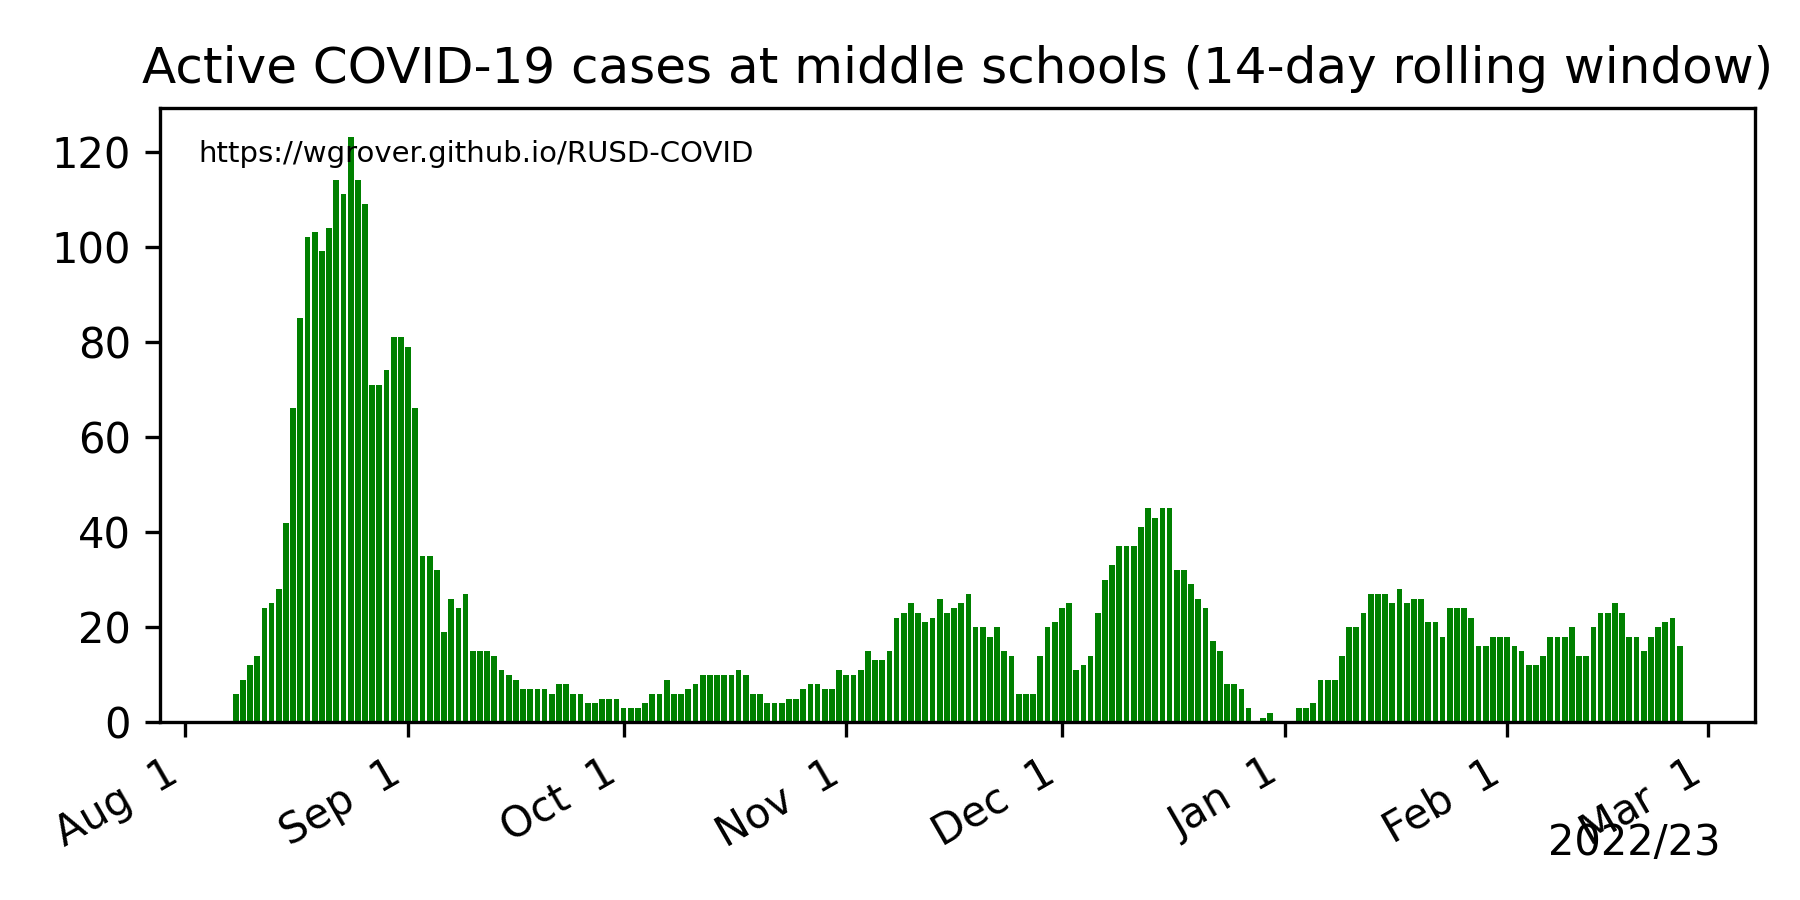 Active COVID-19 cases at middle schools (14-day rolling window)
https://wgrover.github.io/RUSD-COVID
120
100
80
60
40
20
0
Aug 1
Sep 1
Oct 1
Nov 1
Dec 1
Jan 1
Feb 1
Mar 1
2022/23